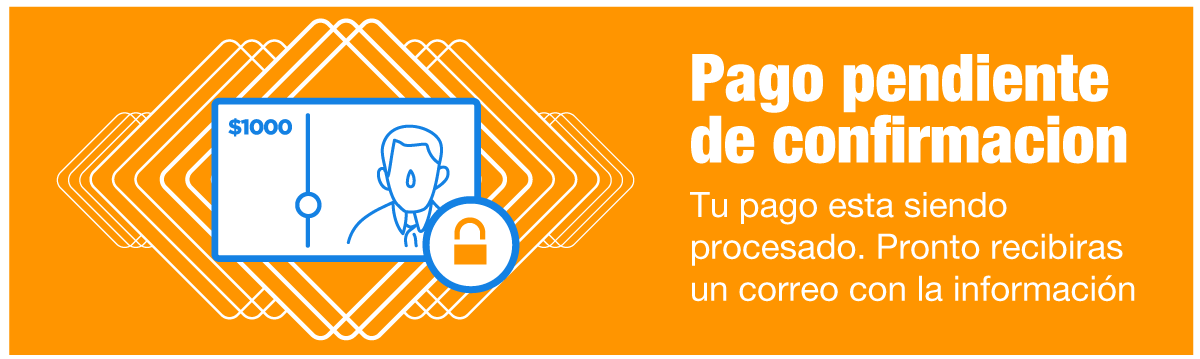 $1000
Pago pendiente
de confirmacion
Tu pago esta siendo
procesado. Pronto recibiras
un correo con la información